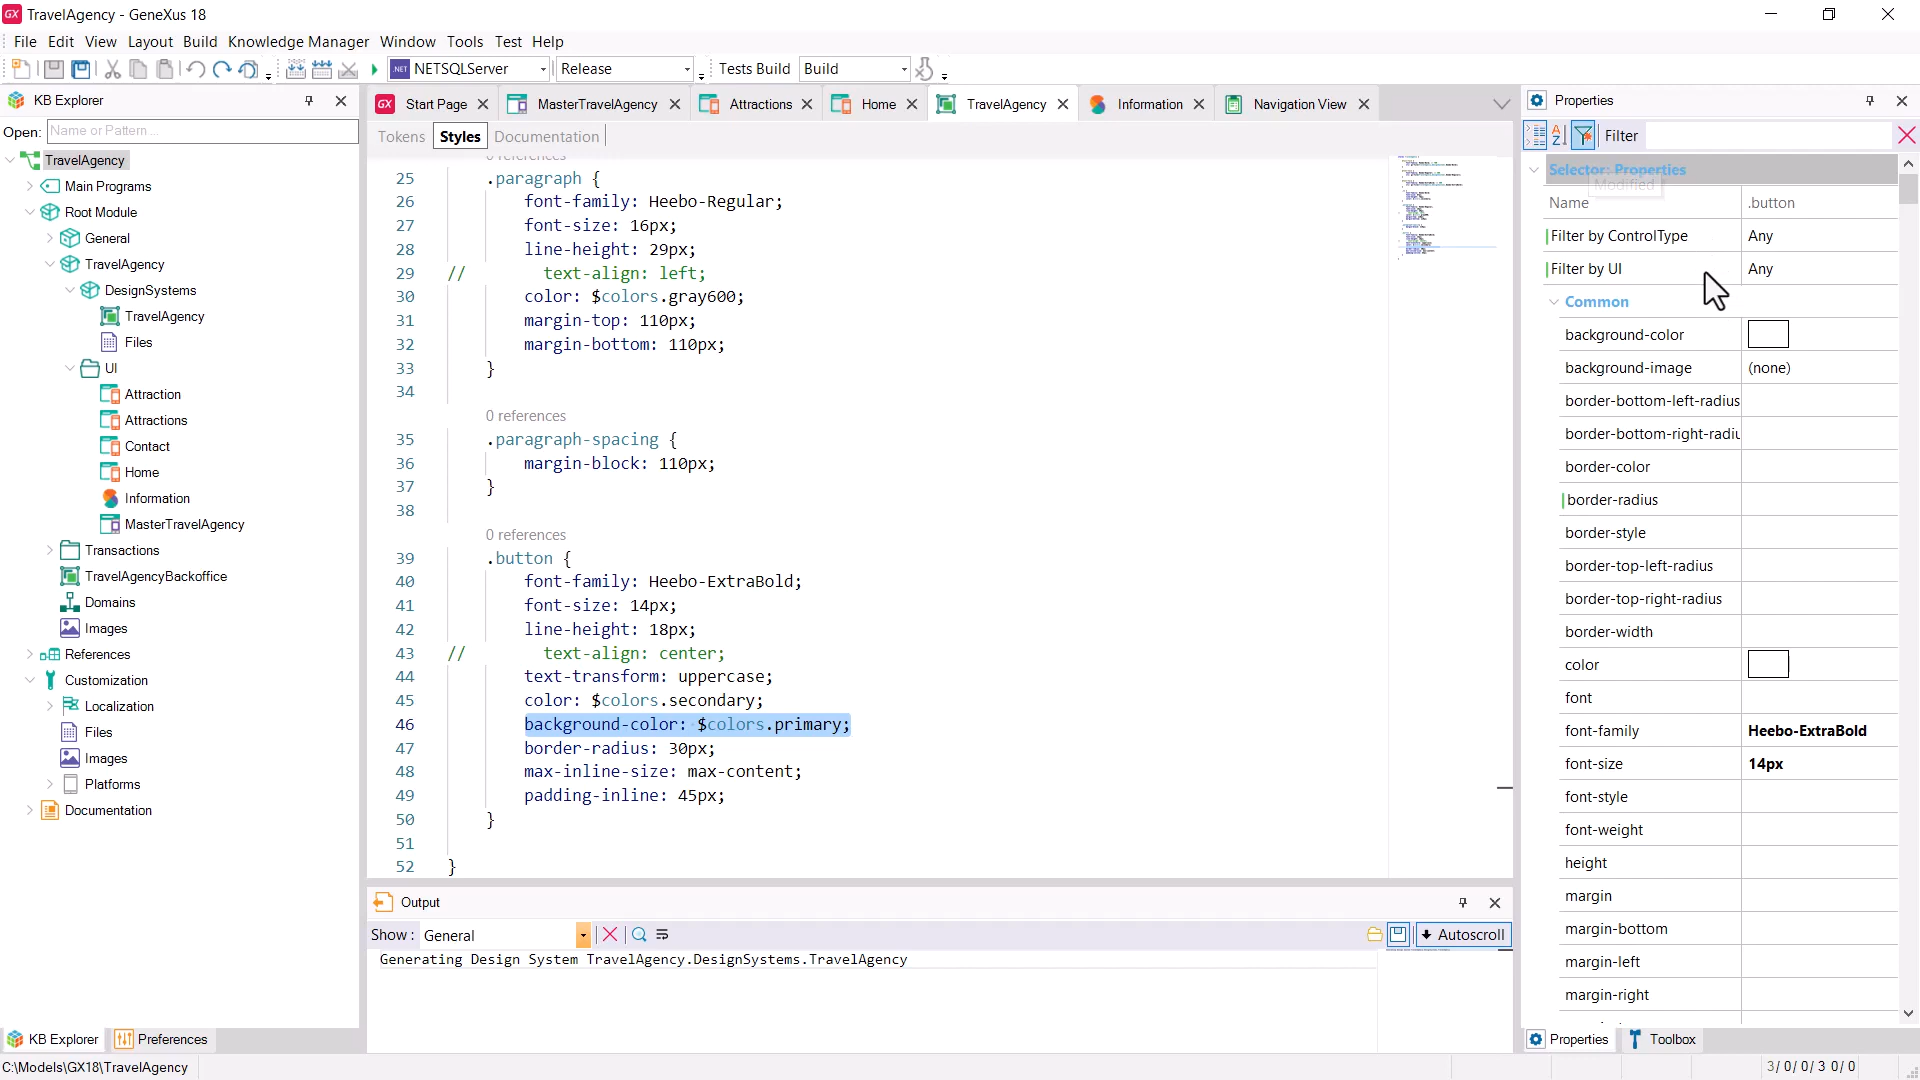 TravelAgency - GeneXus 18
File Edit View Layout Build Knowledge Manager Window Tools Test Help
.NET NETSQLServer Release Tests Build Build
KB Explorer
Open: Name or Pattern ...
TravelAgency
Main Programs
Root Module
General
TravelAgency
DesignSystems
TravelAgency
Files
UI
Attraction
Attractions
Contact
Home
Information
MasterTravelAgency
Transactions
TravelAgencyBackoffice
Domains
Images
References
Customization
Localization
Files
Images
Platforms
Documentation
KB Explorer Preferences
C:\Models\GX18\TravelAgency
GX Start Page MasterTravelAgency Attractions Home TravelAgency Information Navigation View
Tokens Styles Documentation
0 references
25 .paragraph {
26 font-family: Heebo-Regular;
27 font-size: 16px;
28 line-height: 29px;
29 // text-align: left;
30 color: $colors.gray600;
31 margin-top: 110px;
32 margin-bottom: 110px;
33 }
34
0 references
35 .paragraph-spacing {
36 margin-block: 110px;
37 }
38
0 references
39 .button {
40 font-family: Heebo-ExtraBold;
41 font-size: 14px;
42 line-height: 18px;
43 // text-align: center;
44 text-transform: uppercase;
45 color: $colors.secondary;
46 background-color: $colors.primary;
47 border-radius: 30px;
48 max-inline-size: max-content;
49 padding-inline: 45px;
50 }
51
52 }
Output
Show: General Autoscroll
Generating Design System TravelAgency.DesignSystems.TravelAgency
Properties
Filter
Selector: Properties
Modified
Name .button
Filter by ControlType Any
Filter by UI Any
Common
background-color
background-image (none)
border-bottom-left-radius
border-bottom-right-radiu
border-color
border-radius
border-style
border-top-left-radius
border-top-right-radius
border-width
color
font
font-family Heebo-ExtraBold
font-size 14px
font-style
font-weight
height
margin
margin-bottom
margin-left
margin-right
Properties Toolbox
3/ 0/ 0/ 3 0/ 0